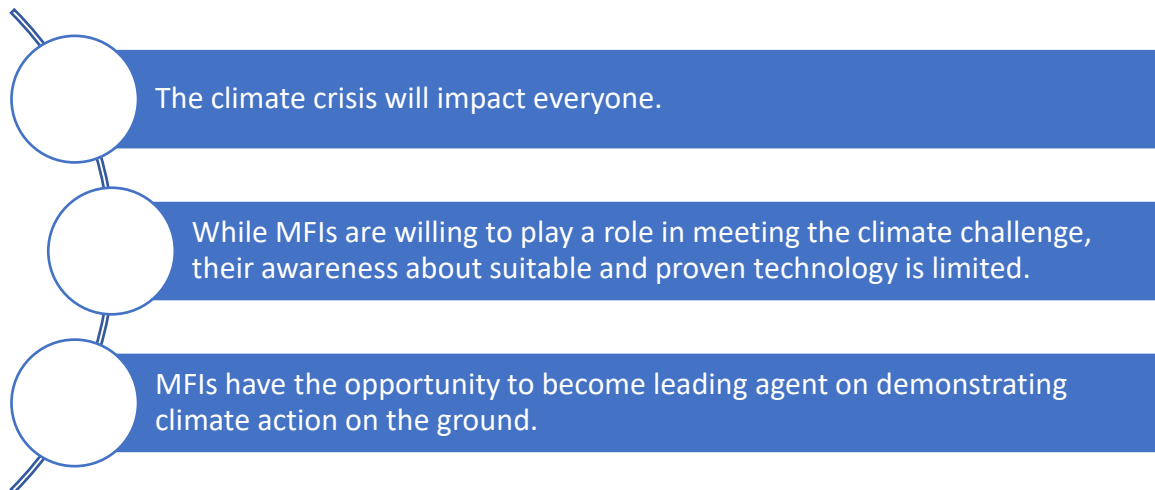 The climate crisis will impact everyone.
While MFIs are willing to play a role in meeting the climate challenge,
their awareness about suitable and proven technology is limited.
MFIs have the opportunity to become leading agent on demonstrating
climate action on the ground.